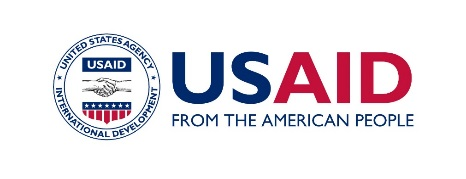 UNITED STATES AGENCY
USAID
INTERNATIONAL DEVELOPMENT
USAID
FROM THE AMERICAN PEOPLE